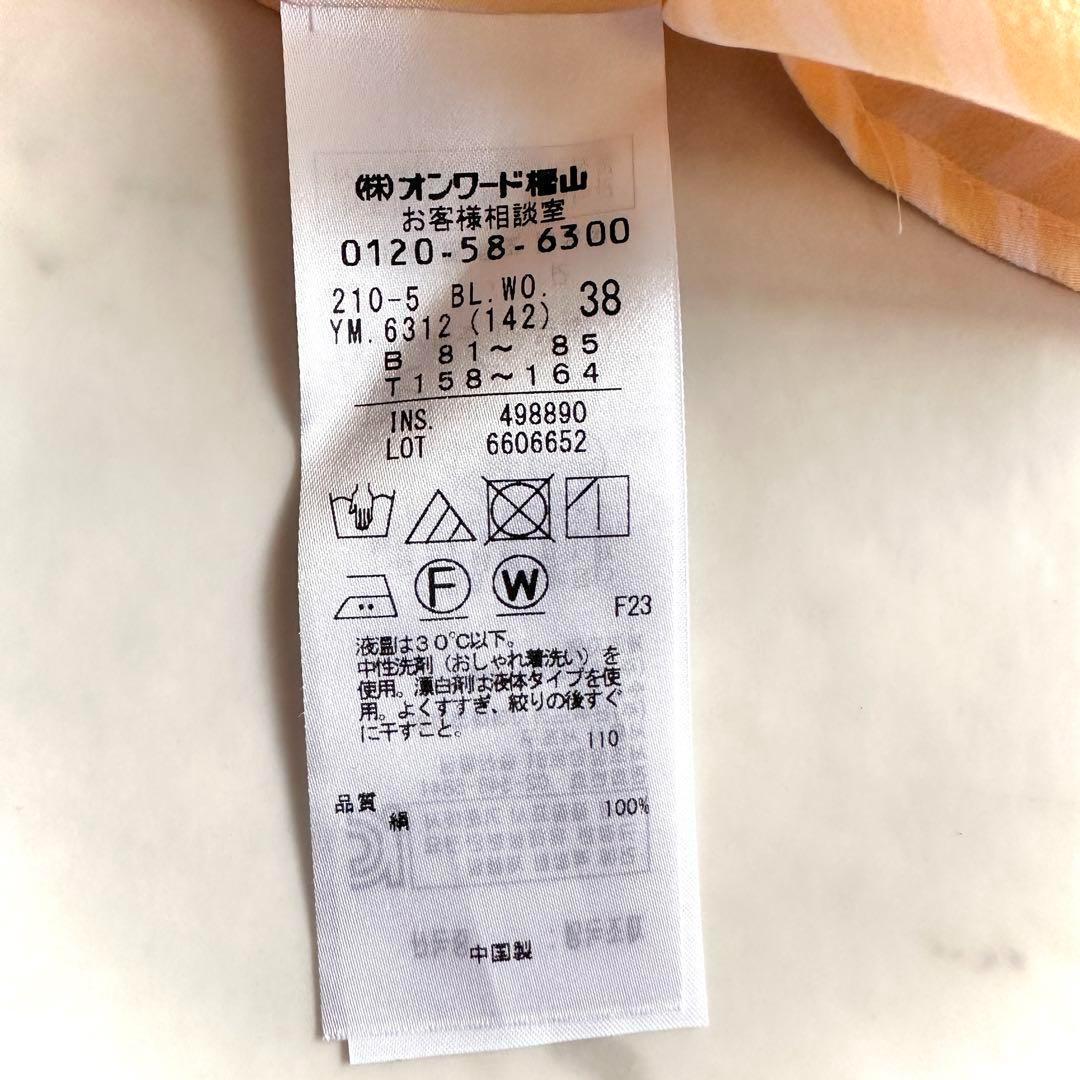 (株)オンワード樫山
お客様相談室
0120-58-6300
210-5 BL.WO. 38
YM.6312 (142)
B 81〜 85
T158〜164
INS. 498890
LOT 6606652
F W
F23
液温は30℃以下。
中性洗剤(おしゃれ着洗い)を
使用。漂白剤は液体タイプを使
用。よくすすぎ、絞りの後すぐ
に干すこと。
110
品質
絹 100%
中国製